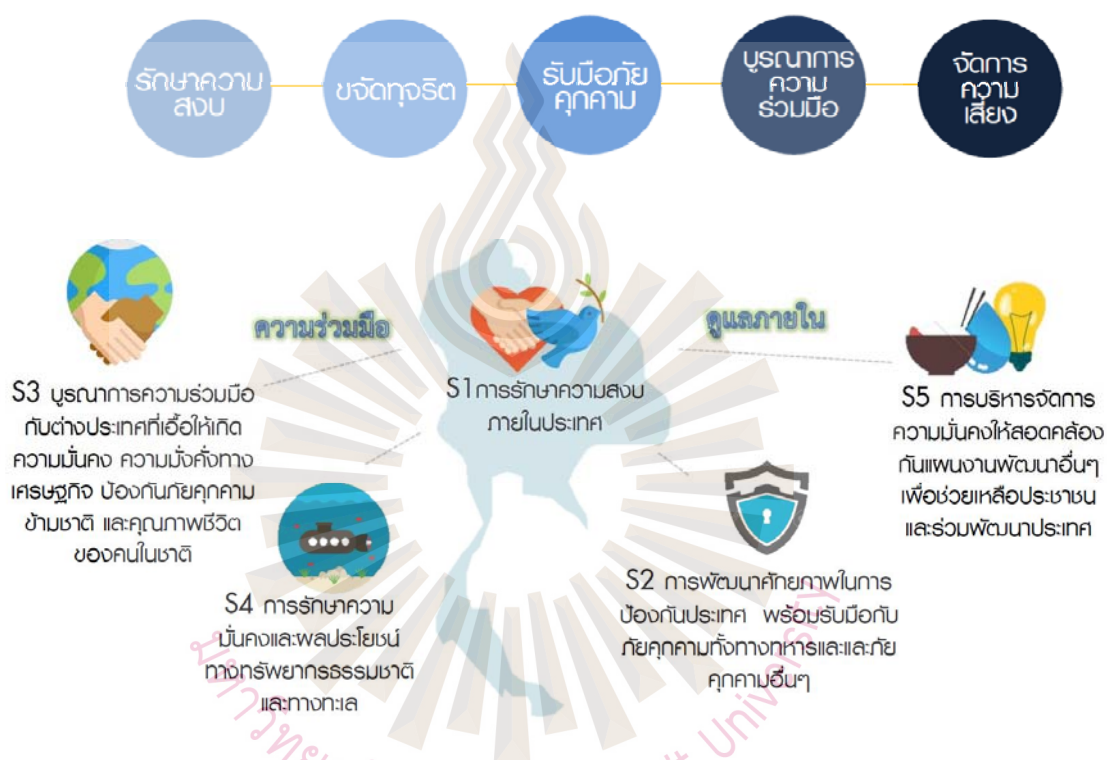 รักษาความ
สงบ
ขจัดทุจริต
รับมือภัย
คุกคาม
บูรณาการ
ความ
ร่วมมือ
จัดการ
ความ
เสี่ยง
ความร่วมมือ
ดูแลภายใน
S3 บูรณาการความร่วมมือ
กับต่างประเทศที่เอื้อให้เกิด
ความมั่นคง ความมั่งคั่งทาง
เศรษฐกิจ ป้องกันภัยคุกคาม
ข้ามชาติ และคุณภาพชีวิต
ของคนในชาติ
S1การรักษาความสงบ
ภายในประเทศ
S5 การบริหารจัดการ
ความมั่นคงให้สอดคล้อง
กันแผนงานพัฒนาอื่นๆ
เพื่อช่วยเหลือประชาชน
และร่วมพัฒนาประเทศ
S4 การรักษาความ
มั่นคงและผลประโยชน์
ทางทรัพยากรธรรมชาติ
และทางทะเล
S2 การพัฒนาศักยภาพในการ
ป้องกันประเทศ พร้อมรับมือกับ
ภัยคุกคามทั้งทางทหารและและภัย
คุกคามอื่นๆ
University